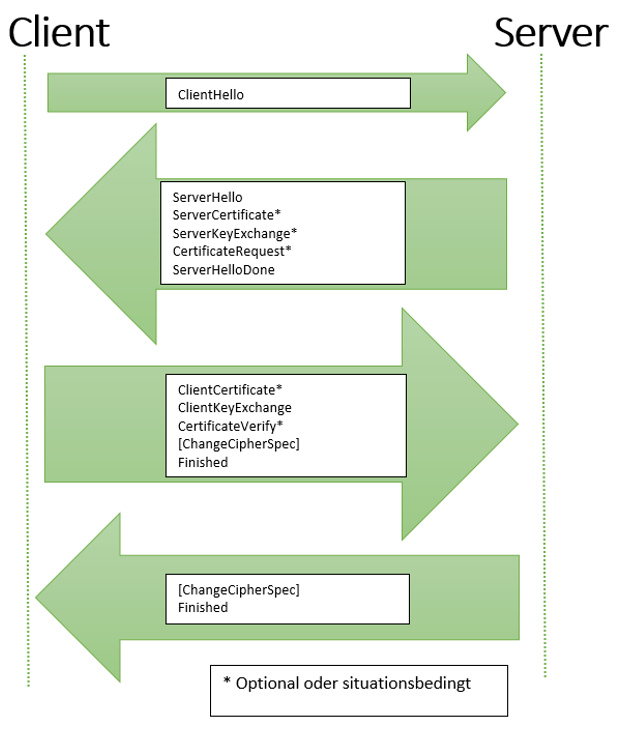 Client
Server
ClientHello
ServerHello
ServerCertificate*
ServerKeyExchange*
CertificateRequest*
ServerHelloDone
ClientCertificate*
ClientKeyExchange
CertificateVerify*
[ChangeCipherSpec]
Finished
[ChangeCipherSpec]
Finished
* Optional oder situationsbedingt